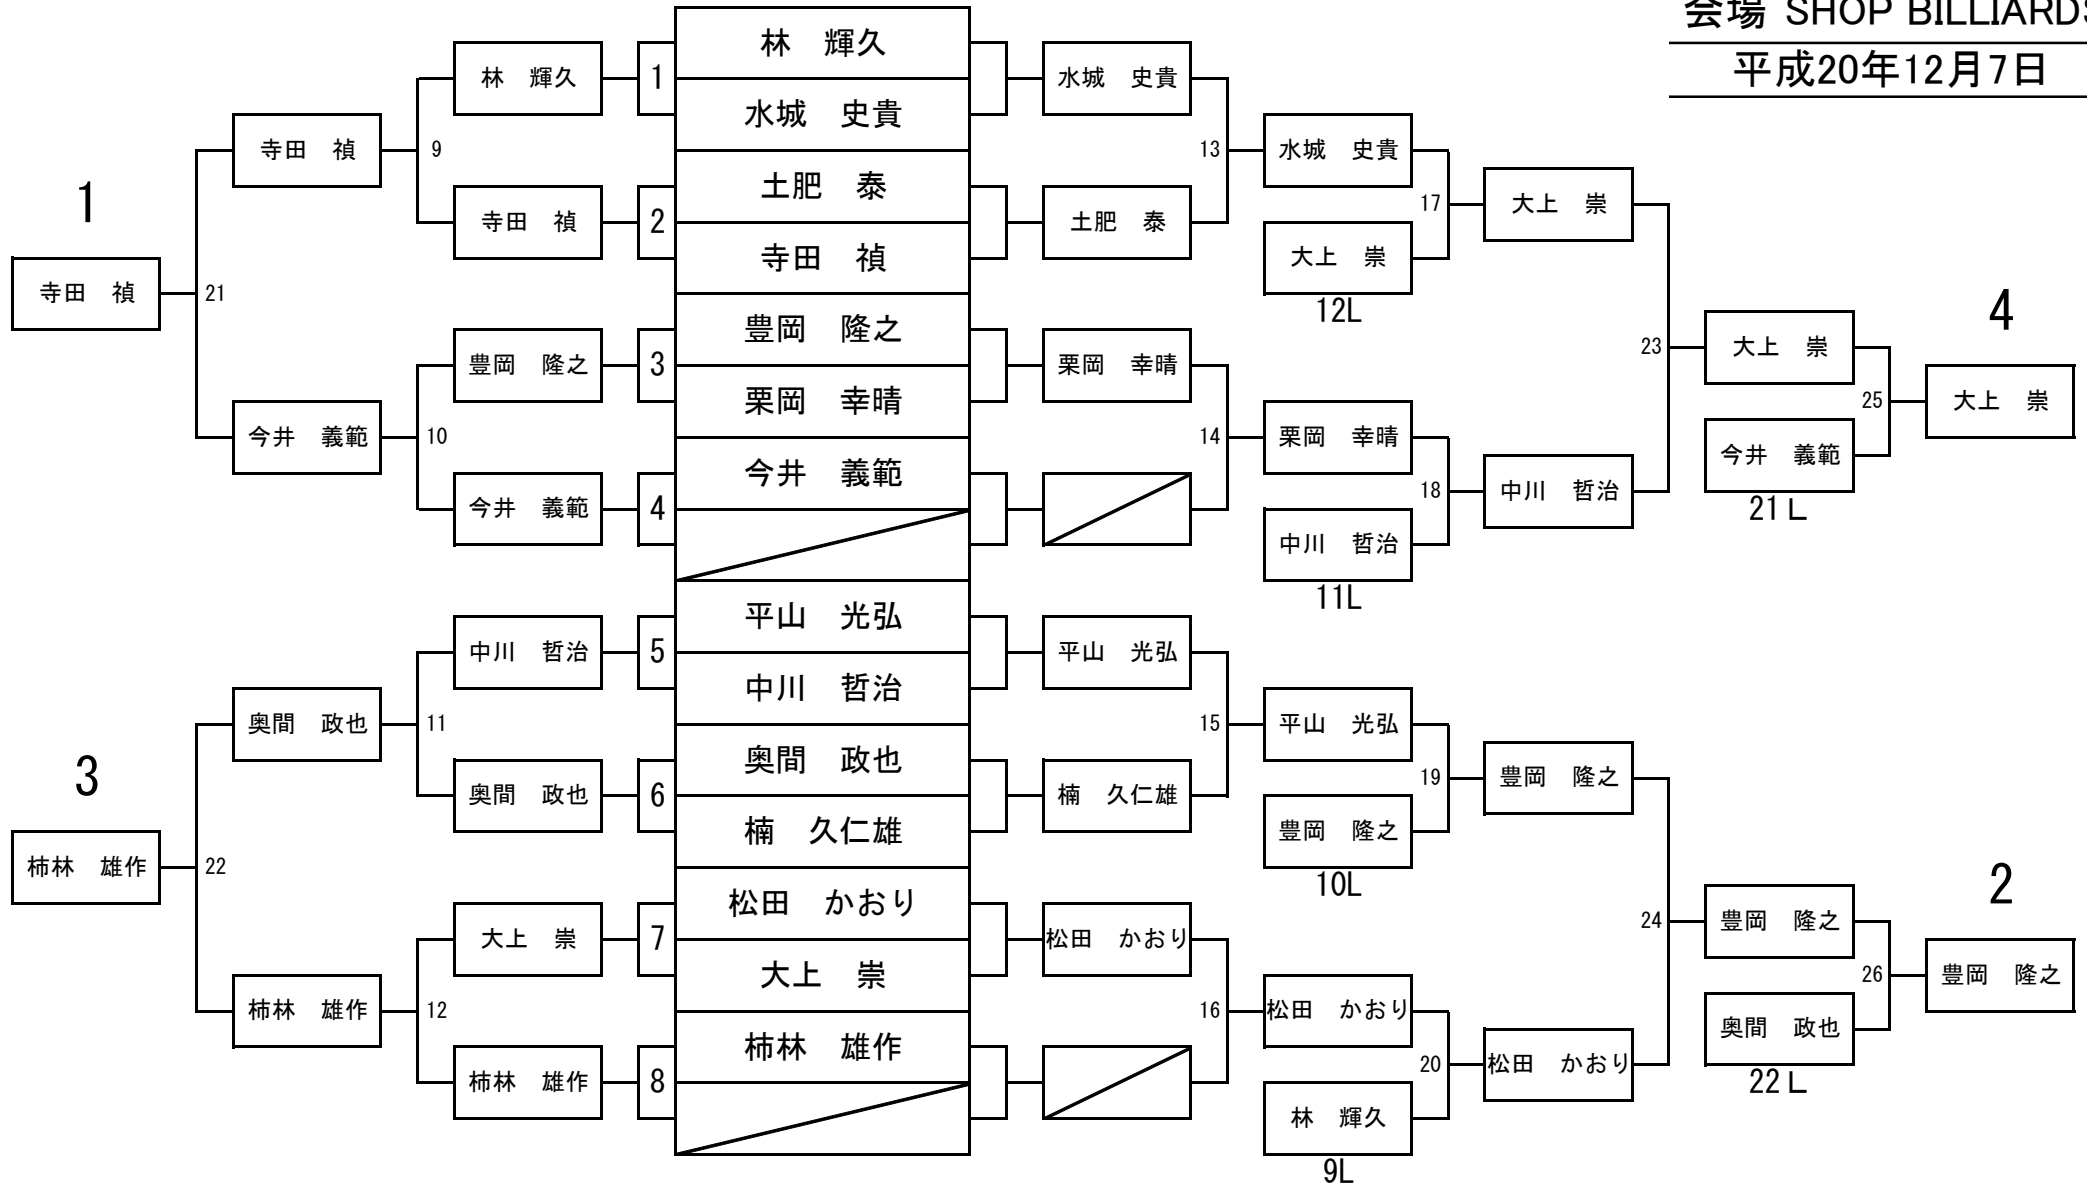 会場 SHOP BILLIARDS
平成20年12月7日
林　輝久
水城　史貴
土肥　泰
寺田　禎
豊岡　隆之
栗岡　幸晴
今井　義範
平山　光弘
中川　哲治
奥間　政也
楠　久仁雄
松田　かおり
大上　崇
柿林　雄作
1
2
3
4
5
6
7
8
林　輝久
寺田　禎
豊岡　隆之
今井　義範
中川　哲治
奥間　政也
大上　崇
柿林　雄作
9
10
11
12
寺田　禎
今井　義範
奥間　政也
柿林　雄作
21
22
1
寺田　禎
3
柿林　雄作
水城　史貴
土肥　泰
栗岡　幸晴
平山　光弘
楠　久仁雄
松田　かおり
13
14
15
16
水城　史貴
大上　崇
12L
栗岡　幸晴
中川　哲治
11L
平山　光弘
豊岡　隆之
10L
松田　かおり
林　輝久
9L
17
18
19
20
大上　崇
中川　哲治
豊岡　隆之
松田　かおり
23
24
大上　崇
今井　義範
21 L
豊岡　隆之
奥間　政也
22 L
25
26
4
大上　崇
2
豊岡　隆之